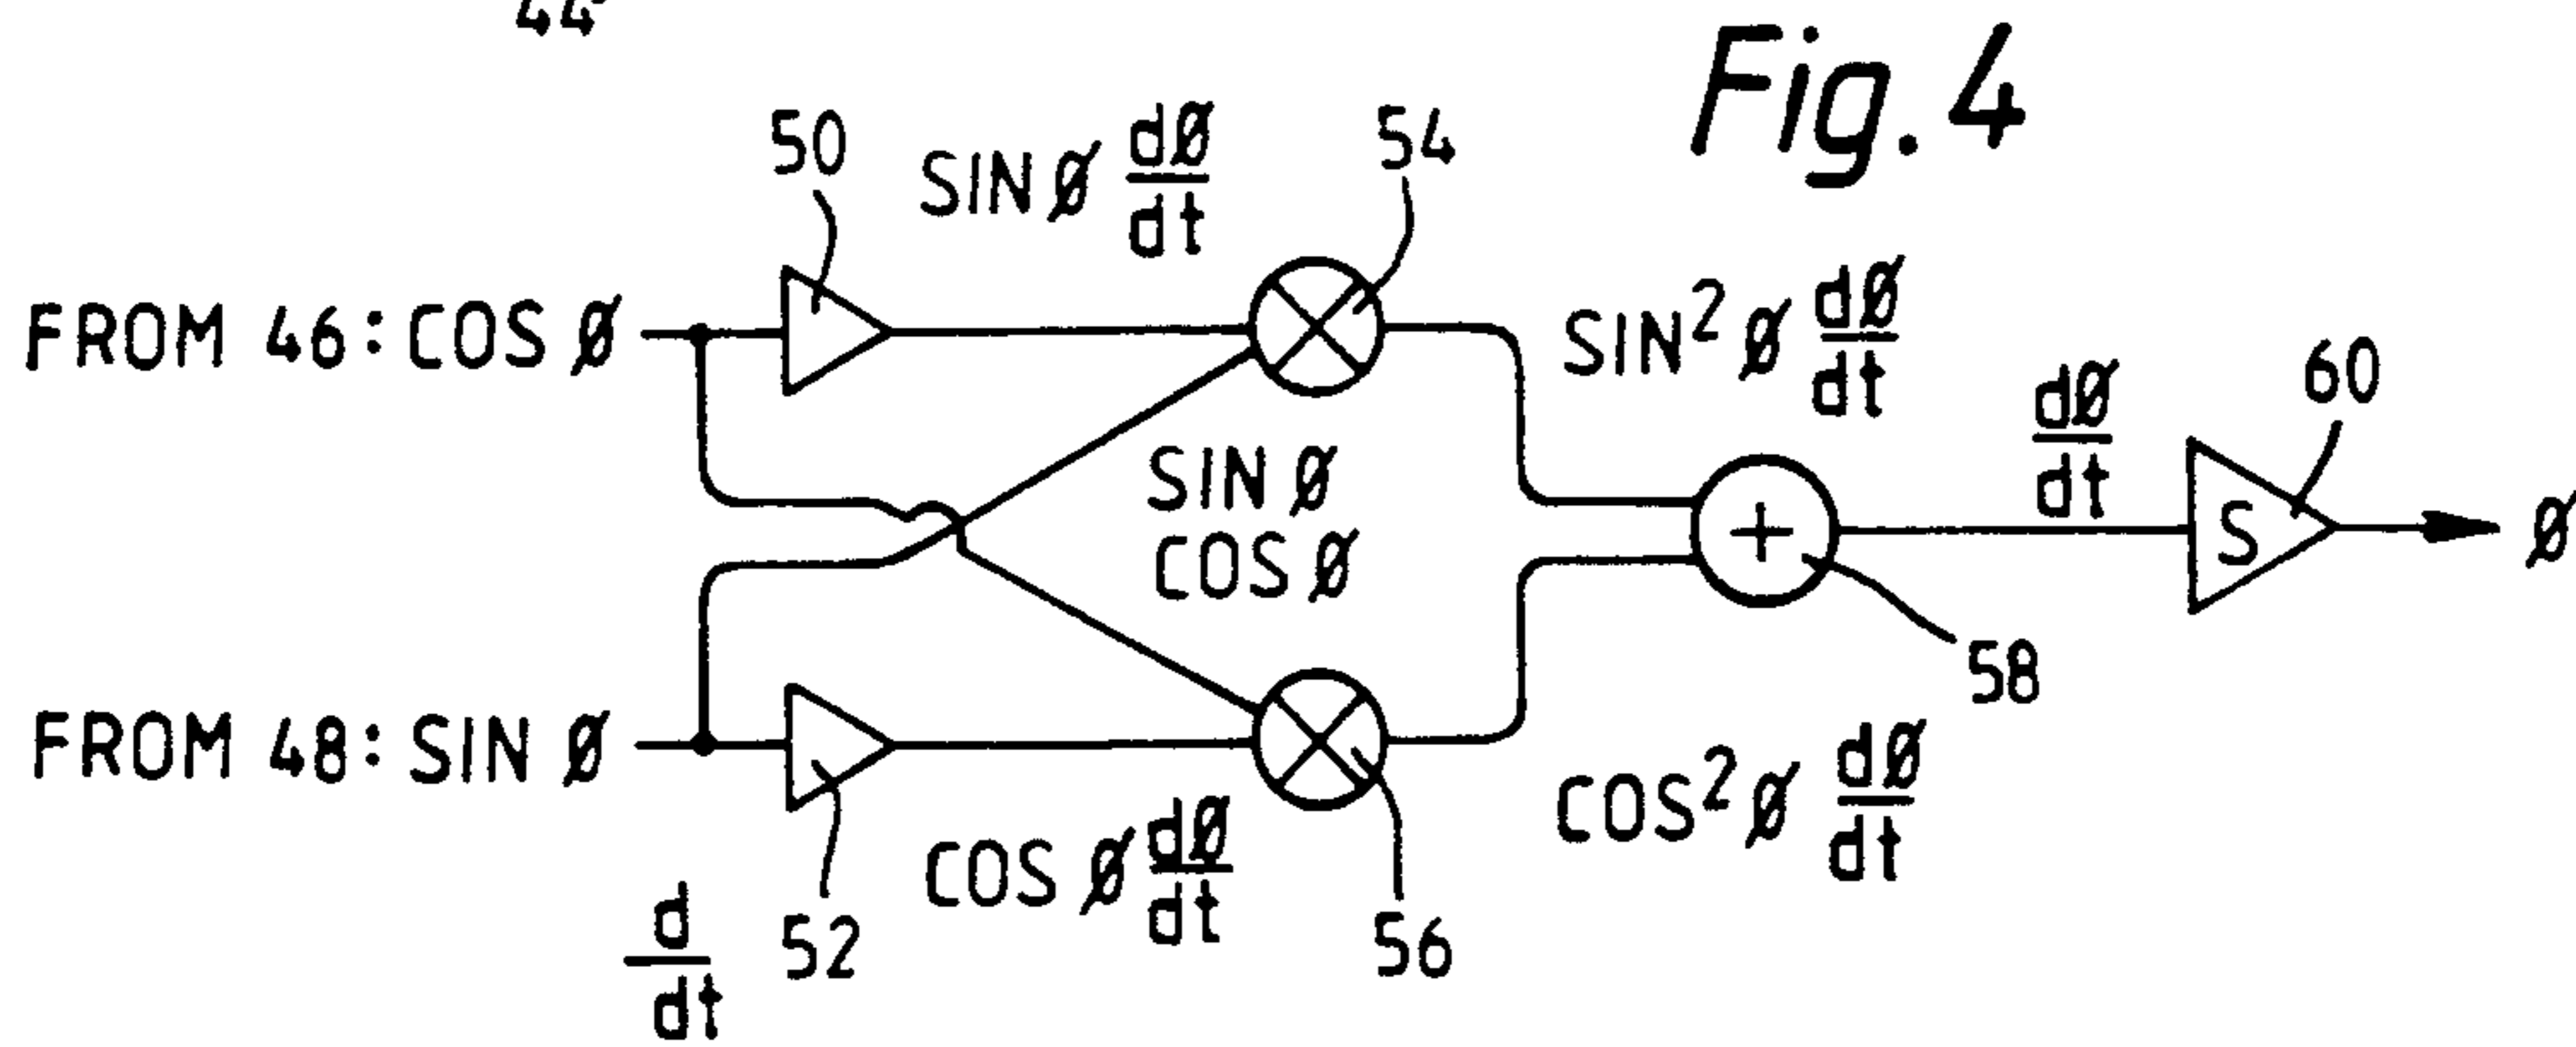 44
Fig. 4
50
SIN Ø dØ/dt
54
FROM 46: COS Ø
SIN² Ø dØ/dt
60
dØ/dt
SIN Ø
COS Ø
+
S
Ø
58
FROM 48: SIN Ø
COS² Ø dØ/dt
COS Ø dØ/dt
d/dt
52
56